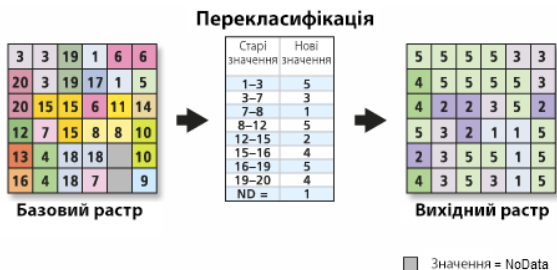 Перекласифікація
3 3 19 1 6 6
20 3 19 17 1 5
20 15 15 6 11 14
12 7 15 8 8 10
13 4 18 18 10
16 4 18 7 9
Базовий растр
Старі значення Нові значення
1–3 5
3–7 3
7–8 1
8–12 5
12–15 2
15–16 4
16–19 5
19–20 4
ND = 1
5 5 5 5 3 3
4 5 5 5 5 3
4 2 2 3 5 2
5 3 2 1 1 5
2 3 5 5 1 5
4 3 5 3 1 5
Вихідний растр
Значення = NoData